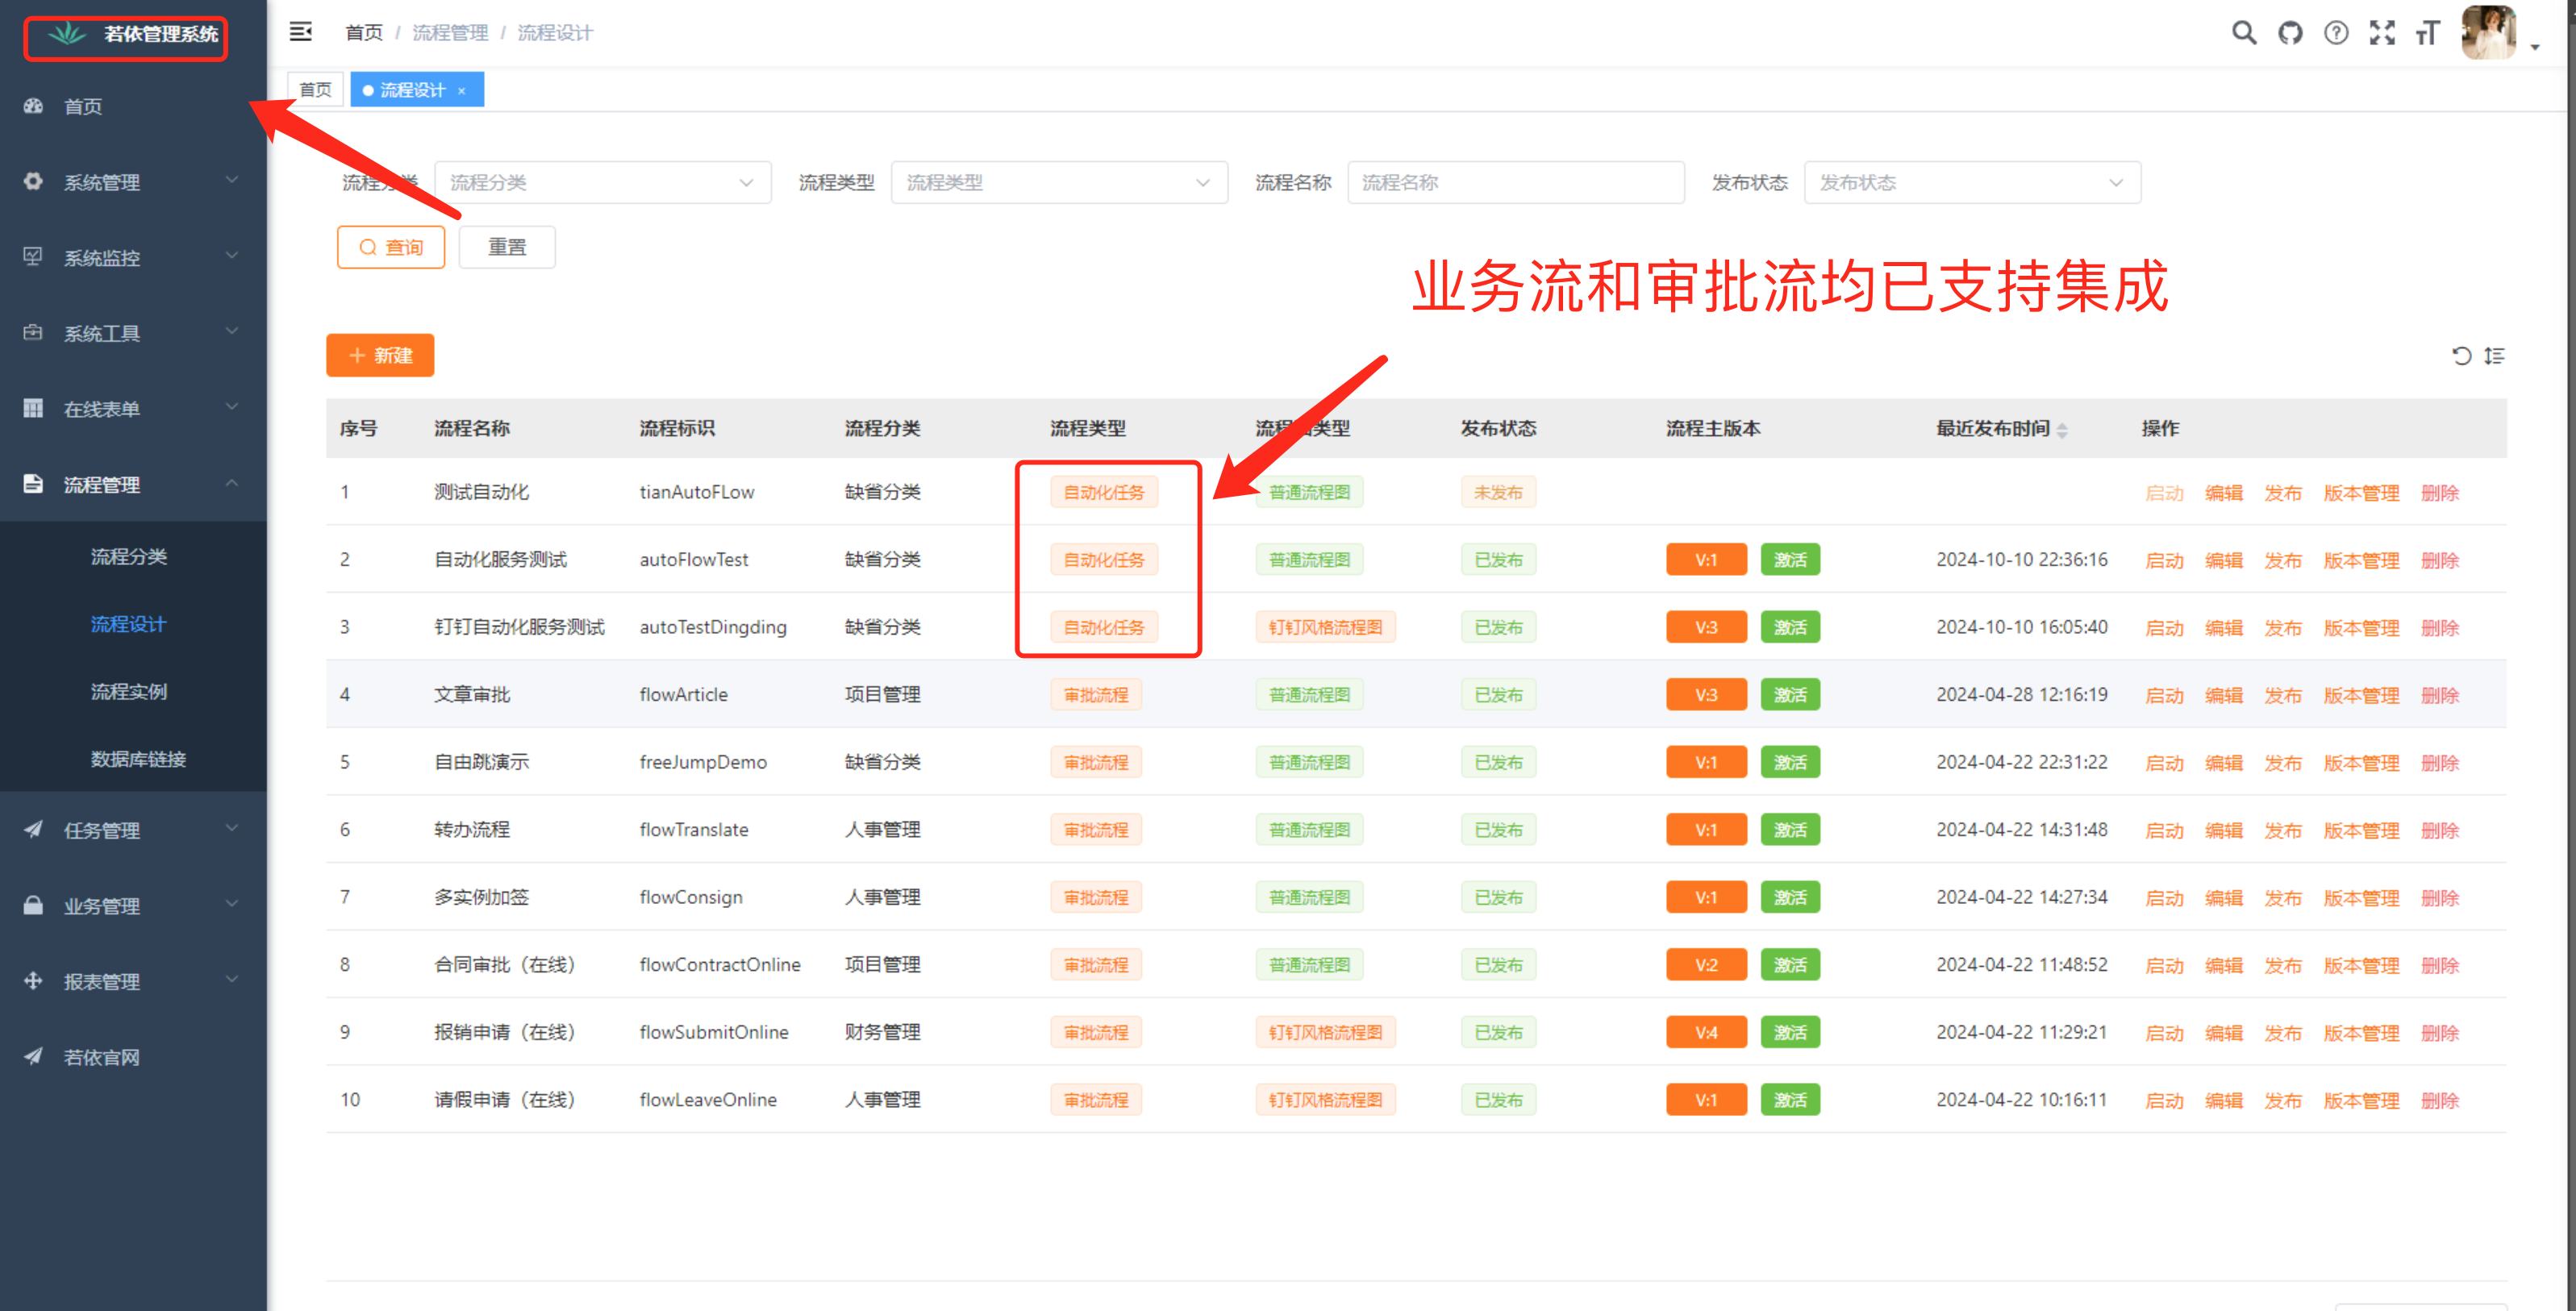 若依管理系统
首页 / 流程管理 / 流程设计
首页
流程设计 ×
首页
系统管理
系统监控
系统工具
在线表单
流程管理
流程分类
流程设计
流程实例
数据库链接
任务管理
业务管理
报表管理
若依官网
流程分类 流程分类 流程类型 流程类型 流程名称 流程名称 发布状态 发布状态
查询 重置
业务流和审批流均已支持集成
新建
序号 流程名称 流程标识 流程分类 流程类型 流程图类型 发布状态 流程主版本 最近发布时间 操作
1 测试自动化 tianAutoFLow 缺省分类 自动化任务 普通流程图 未发布 启动 编辑 发布 版本管理 删除
2 自动化服务测试 autoFlowTest 缺省分类 自动化任务 普通流程图 已发布 V:1 激活 2024-10-10 22:36:16 启动 编辑 发布 版本管理 删除
3 钉钉自动化服务测试 autoTestDingding 缺省分类 自动化任务 钉钉风格流程图 已发布 V:3 激活 2024-10-10 16:05:40 启动 编辑 发布 版本管理 删除
4 文章审批 flowArticle 项目管理 审批流程 普通流程图 已发布 V:3 激活 2024-04-28 12:16:19 启动 编辑 发布 版本管理 删除
5 自由跳演示 freeJumpDemo 缺省分类 审批流程 普通流程图 已发布 V:1 激活 2024-04-22 22:31:22 启动 编辑 发布 版本管理 删除
6 转办流程 flowTranslate 人事管理 审批流程 普通流程图 已发布 V:1 激活 2024-04-22 14:31:48 启动 编辑 发布 版本管理 删除
7 多实例加签 flowConsign 人事管理 审批流程 普通流程图 已发布 V:1 激活 2024-04-22 14:27:34 启动 编辑 发布 版本管理 删除
8 合同审批（在线） flowContractOnline 项目管理 审批流程 普通流程图 已发布 V:2 激活 2024-04-22 11:48:52 启动 编辑 发布 版本管理 删除
9 报销申请（在线） flowSubmitOnline 财务管理 审批流程 钉钉风格流程图 已发布 V:4 激活 2024-04-22 11:29:21 启动 编辑 发布 版本管理 删除
10 请假申请（在线） flowLeaveOnline 人事管理 审批流程 钉钉风格流程图 已发布 V:1 激活 2024-04-22 10:16:11 启动 编辑 发布 版本管理 删除